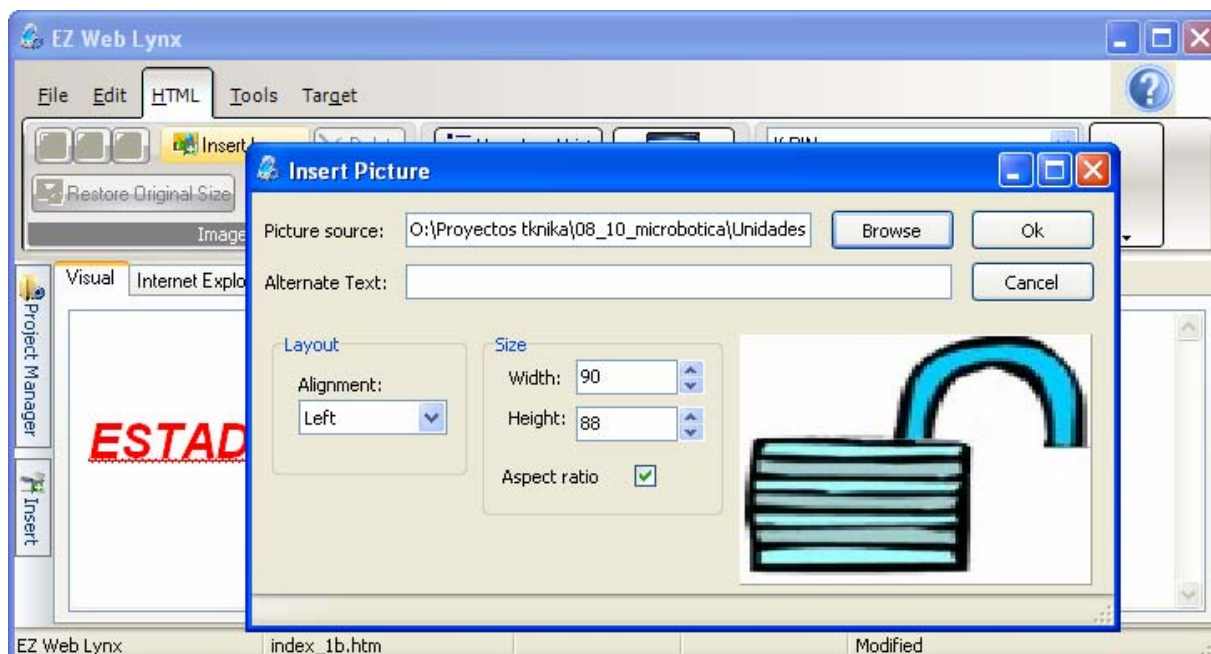 EZ Web Lynx
File Edit HTML Tools Target
Insert
Restore Original Size
Image
Insert Picture
Picture source: O:\Proyectos tknika\08_10_microbotica\Unidades Browse Ok
Alternate Text: Cancel
Visual Internet Explo
Project Manager
Insert
ESTAD
Layout
Alignment:
Left
Size
Width: 90
Height: 88
Aspect ratio
EZ Web Lynx index_1b.htm Modified